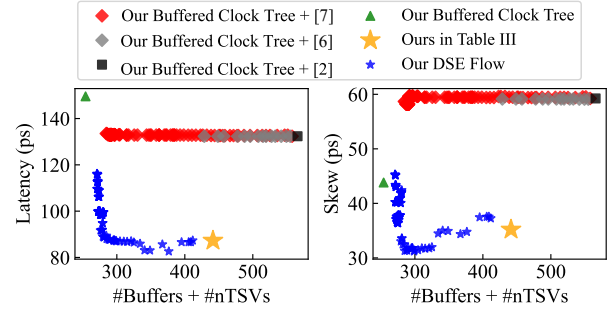 Our Buffered Clock Tree + [7]
Our Buffered Clock Tree + [6]
Our Buffered Clock Tree + [2]
Our Buffered Clock Tree
Ours in Table III
Our DSE Flow
Latency (ps)
140
120
100
80
300
400
500
#Buffers + #nTSVs
Skew (ps)
60
50
40
30
300
400
500
#Buffers + #nTSVs